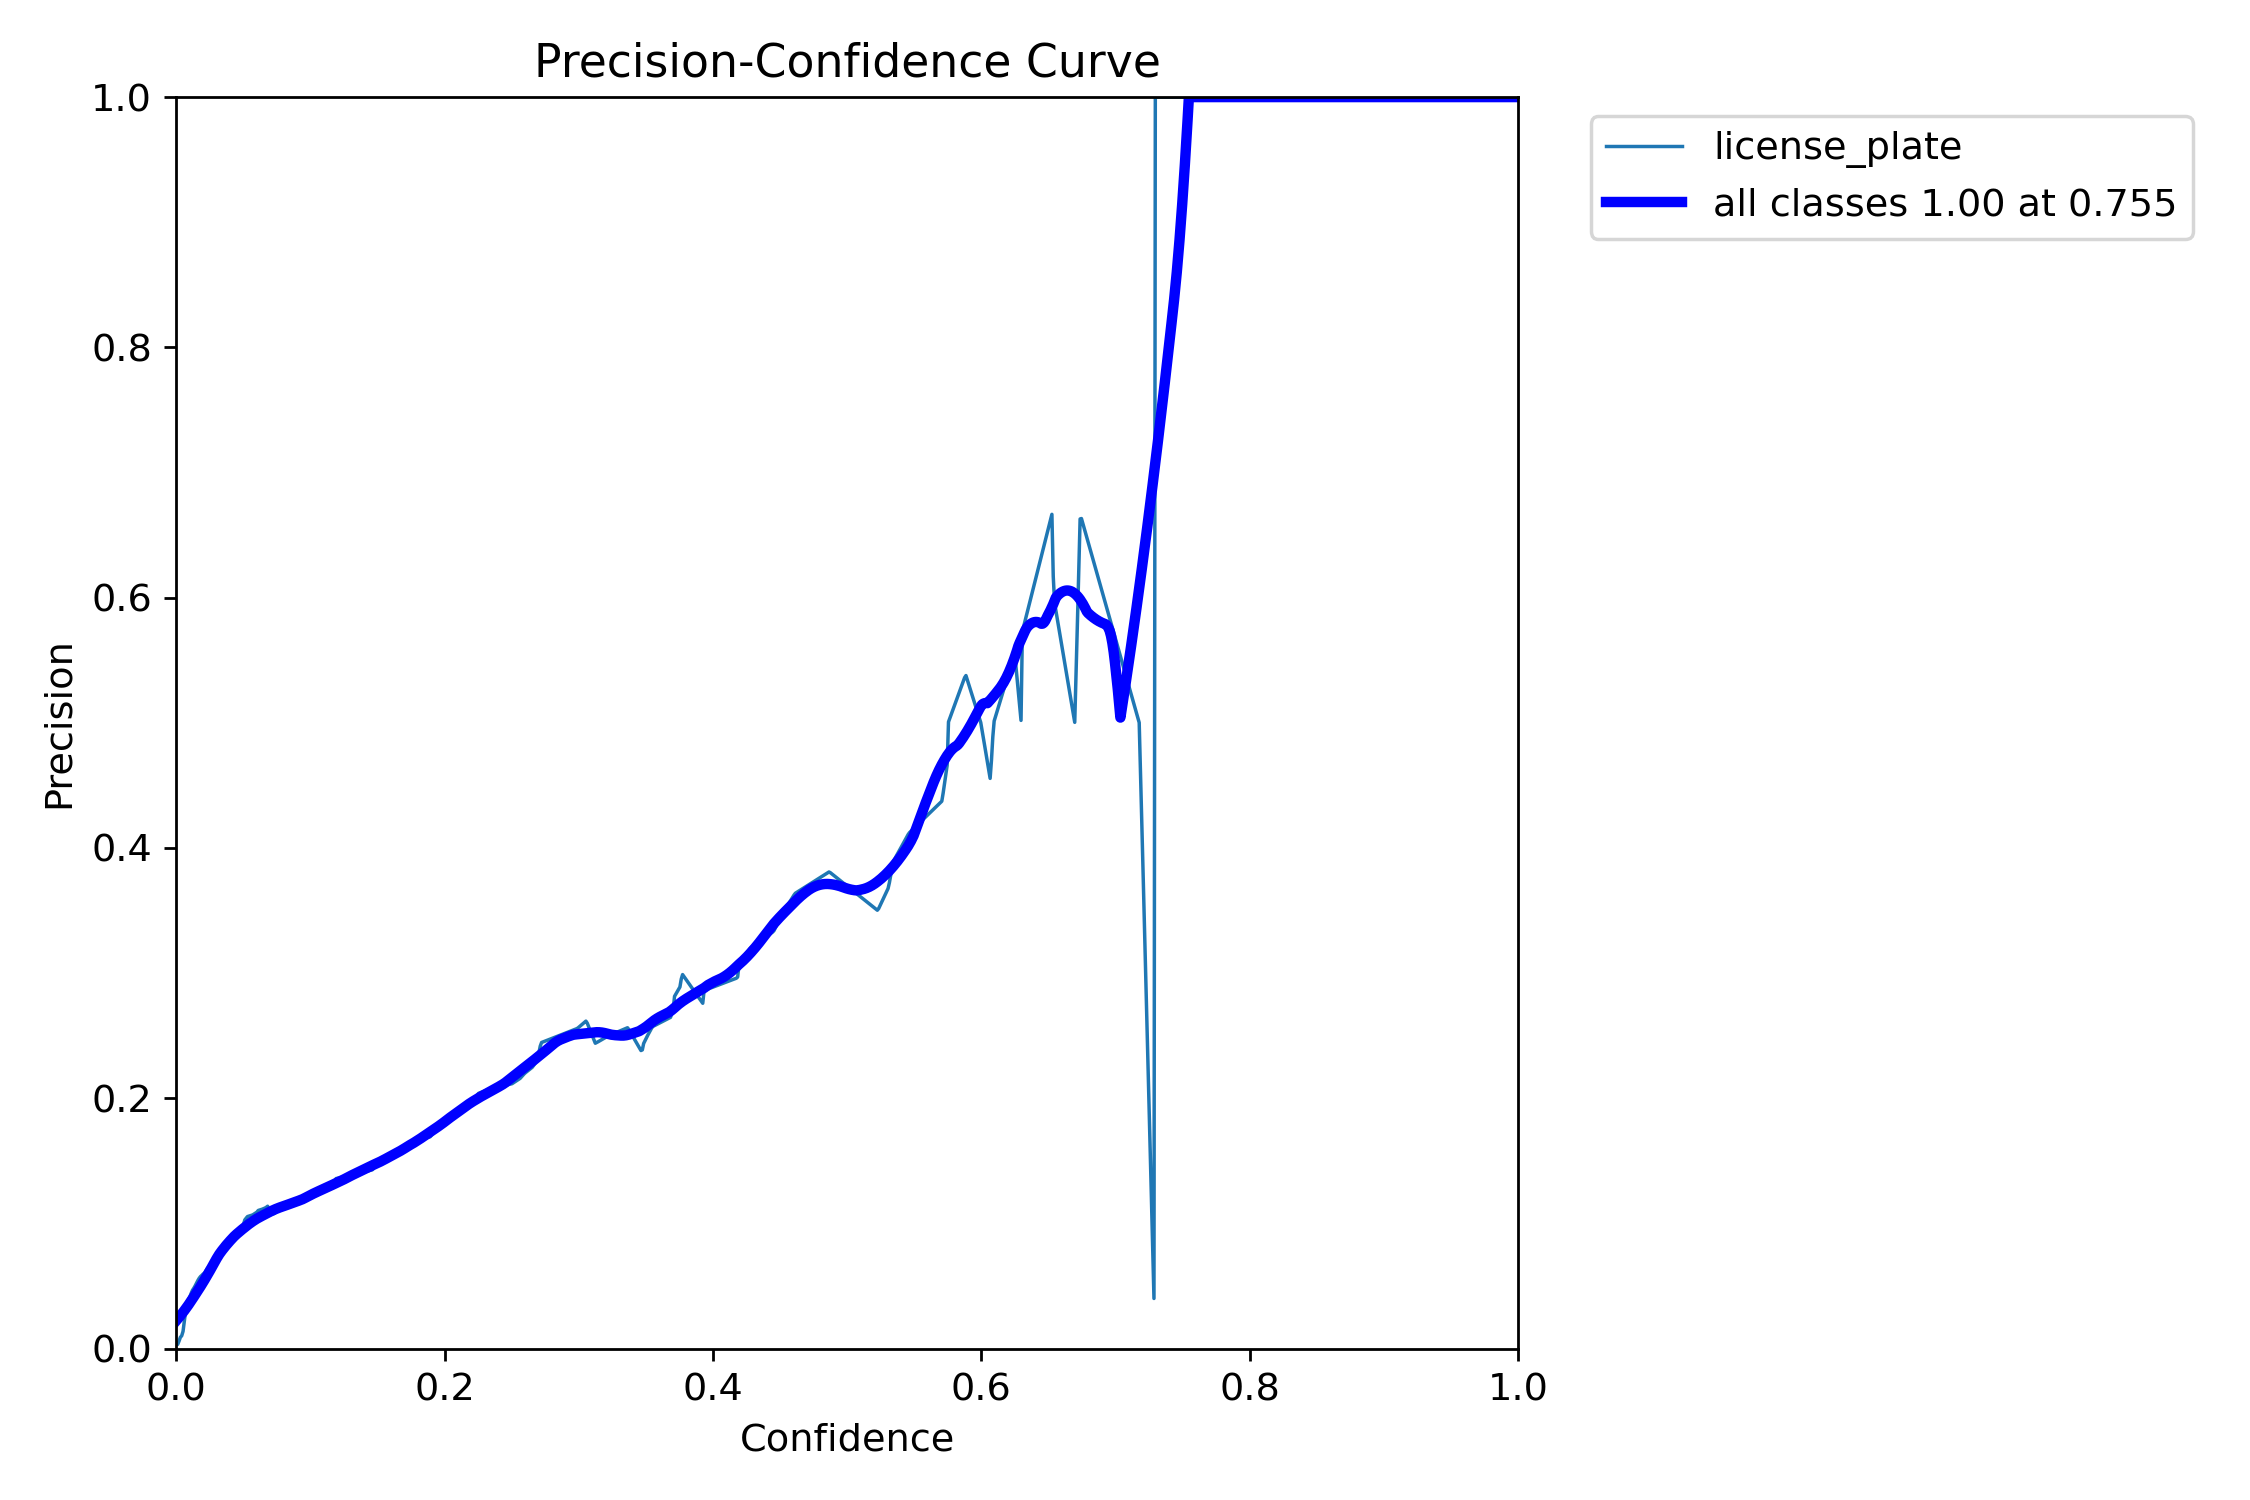 Precision-Confidence Curve
1.0
0.8
0.6
0.4
0.2
0.0
Precision
0.0 0.2 0.4 0.6 0.8 1.0
Confidence
license_plate
all classes 1.00 at 0.755